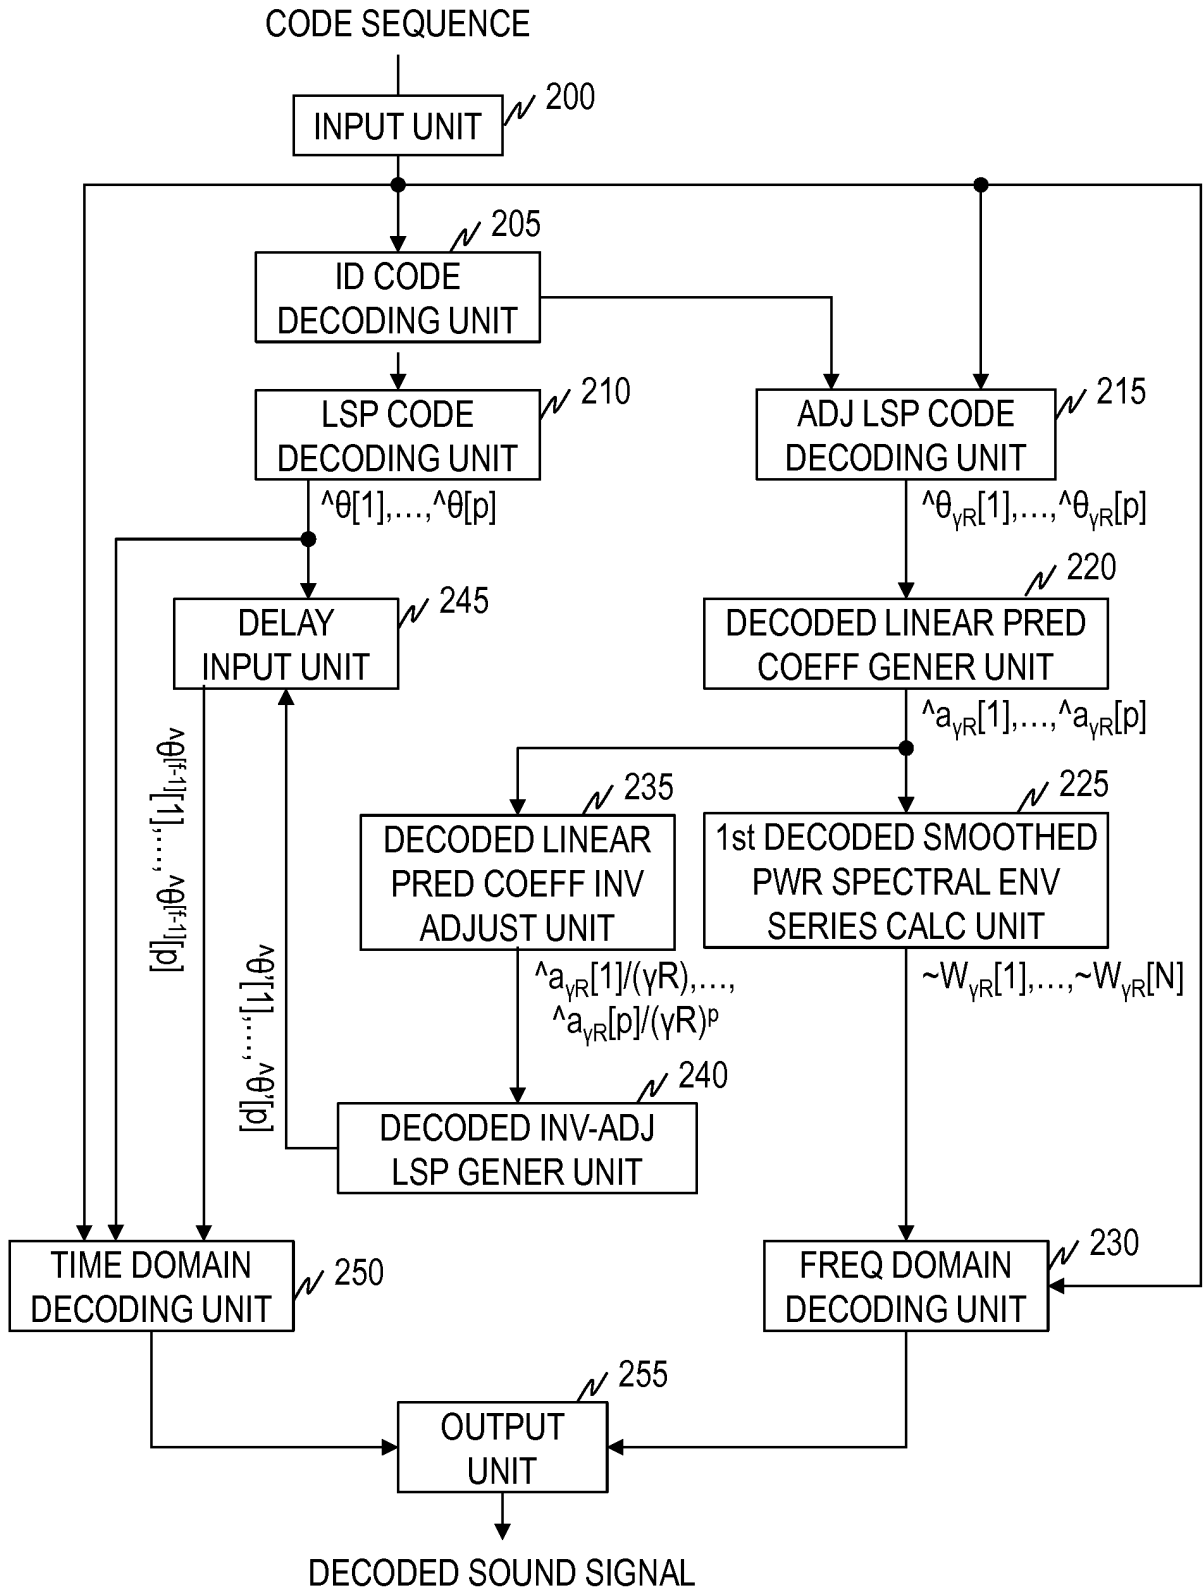 CODE SEQUENCE
INPUT UNIT
200
205
ID CODE
DECODING UNIT
210
LSP CODE
DECODING UNIT
215
ADJ LSP CODE
DECODING UNIT
^θ[1],…,^θ[p]
^θγR[1],…,^θγR[p]
245
DELAY
INPUT UNIT
220
DECODED LINEAR PRED
COEFF GENER UNIT
^aγR[1],…,^aγR[p]
^θ[f-1][1],…, ^θ[f-1][p]
235
DECODED LINEAR
PRED COEFF INV
ADJUST UNIT
225
1st DECODED SMOOTHED
PWR SPECTRAL ENV
SERIES CALC UNIT
^θ'[1],…, ^θ'[p]
^aγR[1]/(γR),…,
^aγR[p]/(γR)p
~WγR[1],…,~WγR[N]
240
DECODED INV-ADJ
LSP GENER UNIT
TIME DOMAIN
DECODING UNIT
250
FREQ DOMAIN
DECODING UNIT
230
255
OUTPUT
UNIT
DECODED SOUND SIGNAL